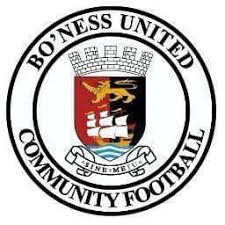 BO'NESS UNITED
SINE METU
COMMUNITY FOOTBALL